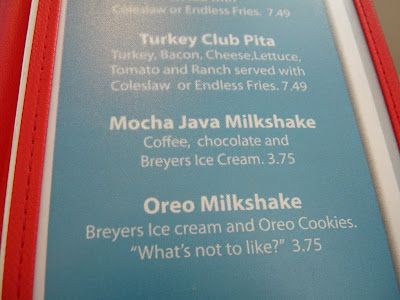 Coleslaw or Endless Fries. 7.49
Turkey Club Pita
Turkey, Bacon, Cheese,Lettuce,
Tomato and Ranch served with
Coleslaw or Endless Fries. 7.49
Mocha Java Milkshake
Coffee, chocolate and
Breyers Ice Cream. 3.75
Oreo Milkshake
Breyers Ice cream and Oreo Cookies.
“What’s not to like?” 3.75